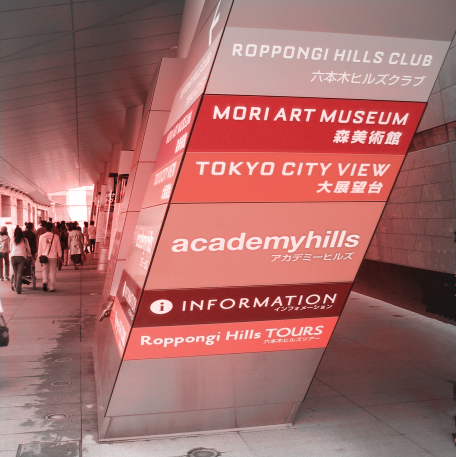 ROPPONGI HILLS CLUB
六本木ヒルズクラブ
MORI ART MUSEUM
森美術館
TOKYO CITY VIEW
大展望台
academyhills
アカデミーヒルズ
i INFORMATION
インフォメーション
Roppongi Hills TOURS
六本木ヒルズツアー